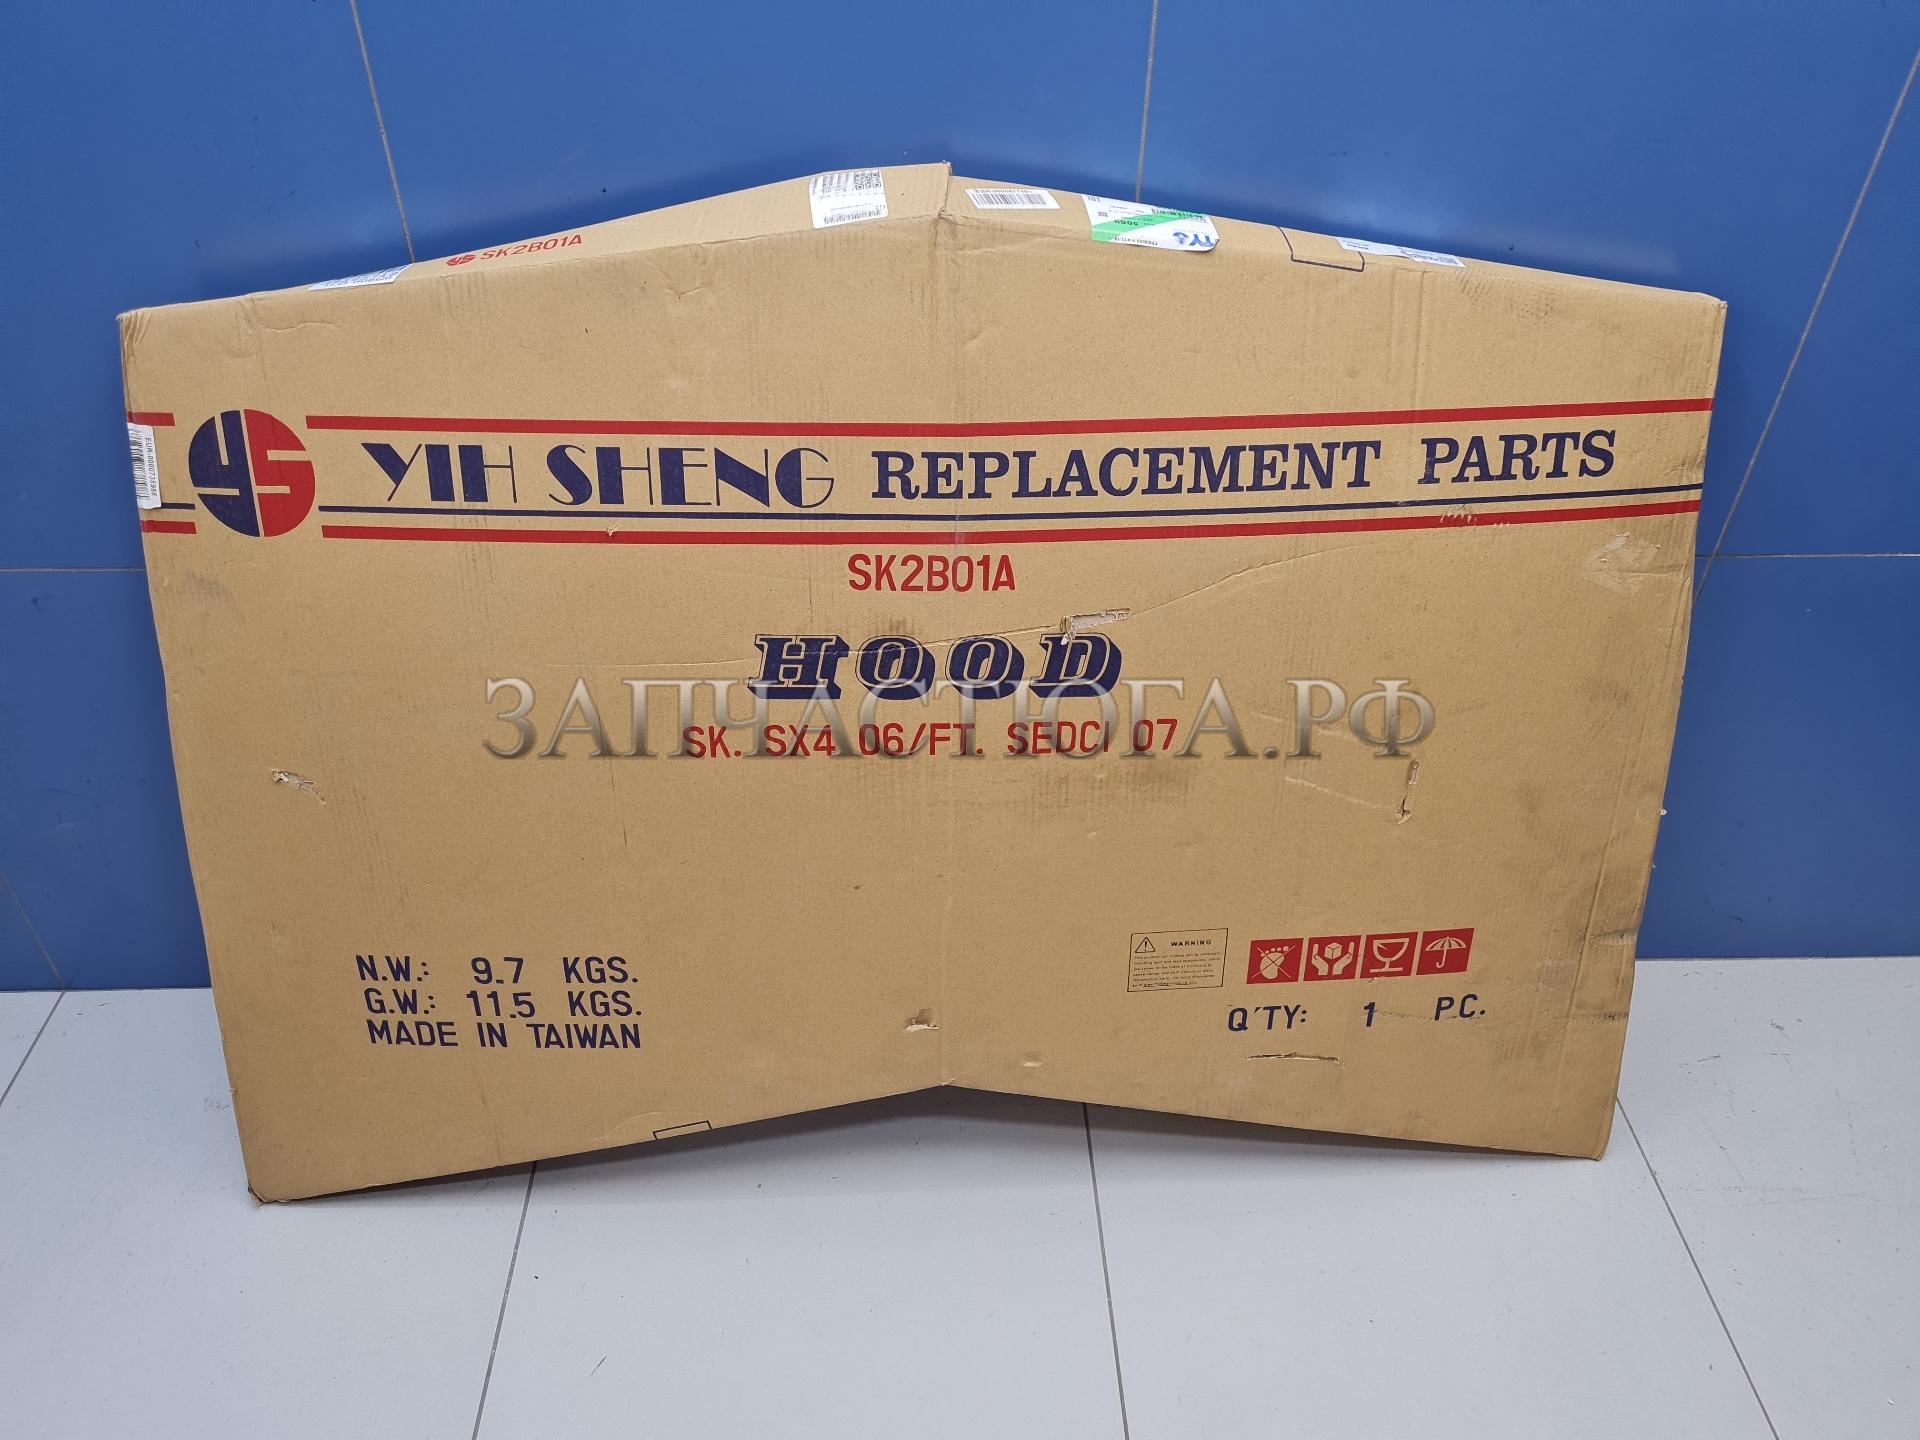 SK2B01A
YS
YIH SHENG REPLACEMENT PARTS
SK2B01A
HOOD
ЗАПЧАСТЮГА.РФ
SK. SX4 06/FT. SEDCI 07
N.W.: 9.7 KGS.
G.W.: 11.5 KGS.
MADE IN TAIWAN
WARNING
Q'TY: 1 P.C.
5059